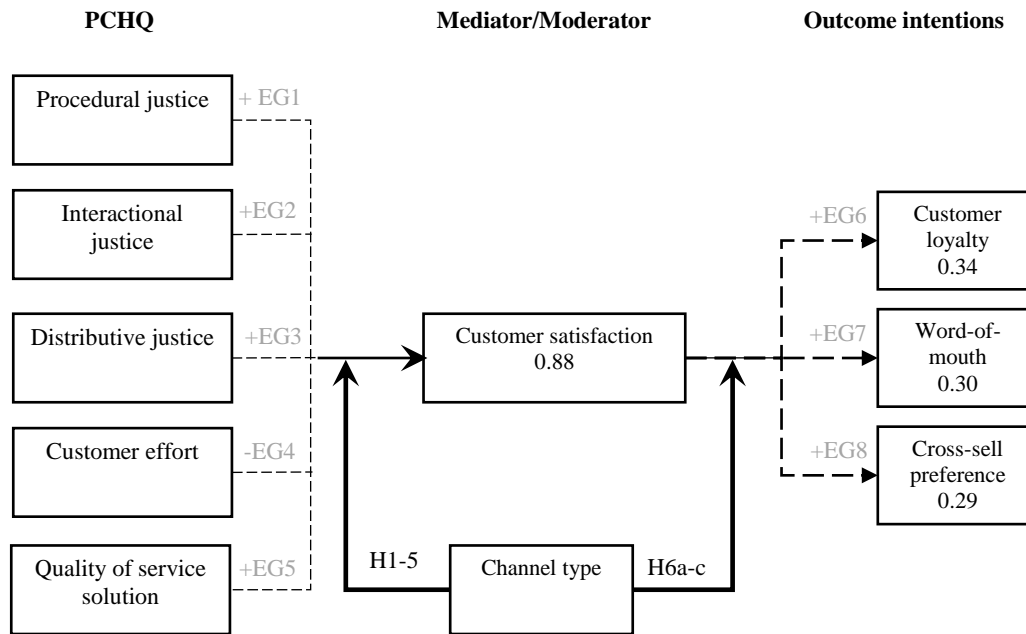 PCHQ
Mediator/Moderator
Outcome intentions
Procedural justice
+ EG1
Interactional
justice
+EG2
Distributive justice
+EG3
Customer effort
-EG4
Quality of service
solution
+EG5
Customer satisfaction
0.88
H1-5
Channel type
H6a-c
+EG6
Customer
loyalty
0.34
+EG7
Word-of-
mouth
0.30
+EG8
Cross-sell
preference
0.29